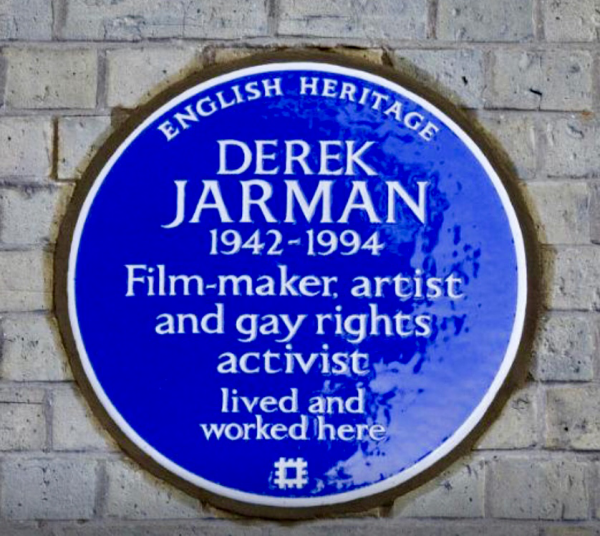 ENGLISH HERITAGE
DEREK
JARMAN
1942-1994
Film-maker, artist
and gay rights
activist
lived and
worked here